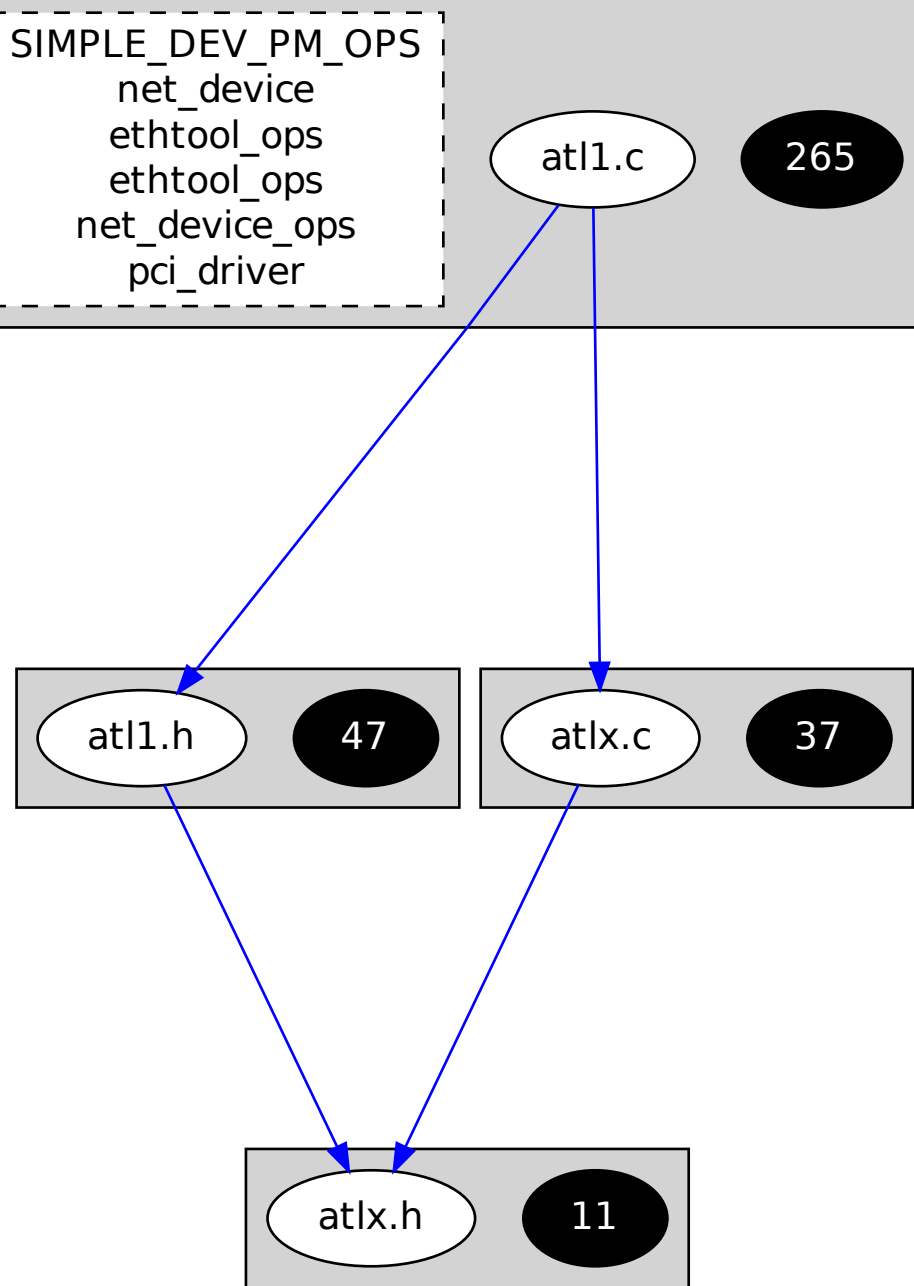 SIMPLE_DEV_PM_OPS
net_device
ethtool_ops
ethtool_ops
net_device_ops
pci_driver
atl1.c
265
atl1.h
47
atlx.c
37
atlx.h
11